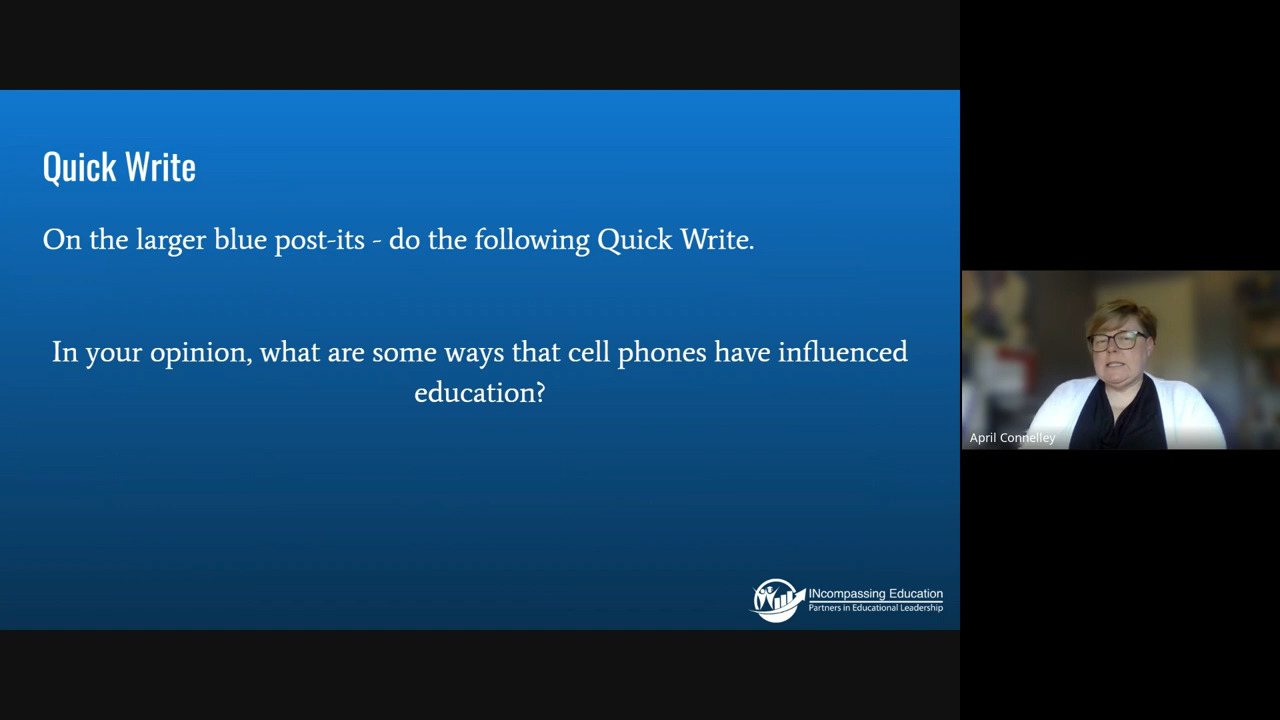 Quick Write
On the larger blue post-its - do the following Quick Write.
In your opinion, what are some ways that cell phones have influenced
education?
INcompassing Education
Partners in Educational Leadership
April Connelley